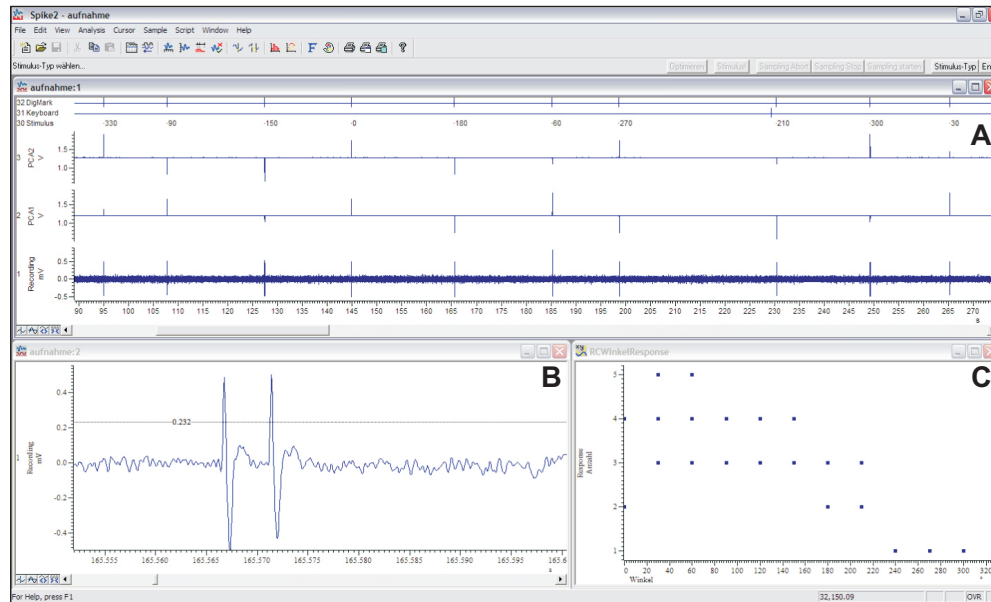 Spike2 - aufnahme
File Edit View Analysis Cursor Sample Script Window Help
Stimulus-Typ wählen...
Optimieren Stimulus! Sampling Abort Sampling Stop Sampling starten Stimulus-Typ En
aufnahme:1
32 DigMark
31 Keyboard
30 Stimulus -330 -90 -150 -0 -180 -60 -270 -210 -300 -30
A
3 PCA2 V 1.5 1.0
2 PCA1 V 1.5 1.0
1 Recording mV 0.5 0.0 -0.5
90 95 100 105 110 115 120 125 130 135 140 145 150 155 160 165 170 175 180 185 190 195 200 205 210 215 220 225 230 235 240 245 250 255 260 265 270
s
aufnahme:2
B
0.4
0.232
0.2
1 Recording mV 0.0
-0.2
-0.4
165.555 165.560 165.565 165.570 165.575 165.580 165.585 165.590 165.595 165.6
s
RCWinkelResponse
C
5
4
Response Anzahl 3
2
1
0 20 40 60 80 100 120 140 160 180 200 220 240 260 280 300 320
Winkel °
For Help, press F1
32,150.09 OVR